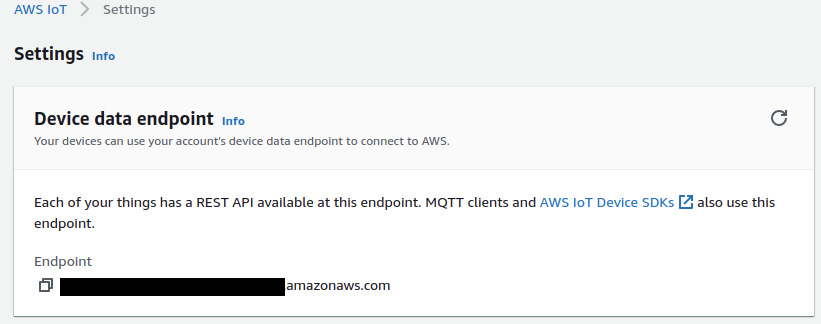 AWS IoT > Settings
Settings Info
Device data endpoint Info
Your devices can use your account's device data endpoint to connect to AWS.
Each of your things has a REST API available at this endpoint. MQTT clients and AWS IoT Device SDKs also use this
endpoint.
Endpoint
.amazonaws.com